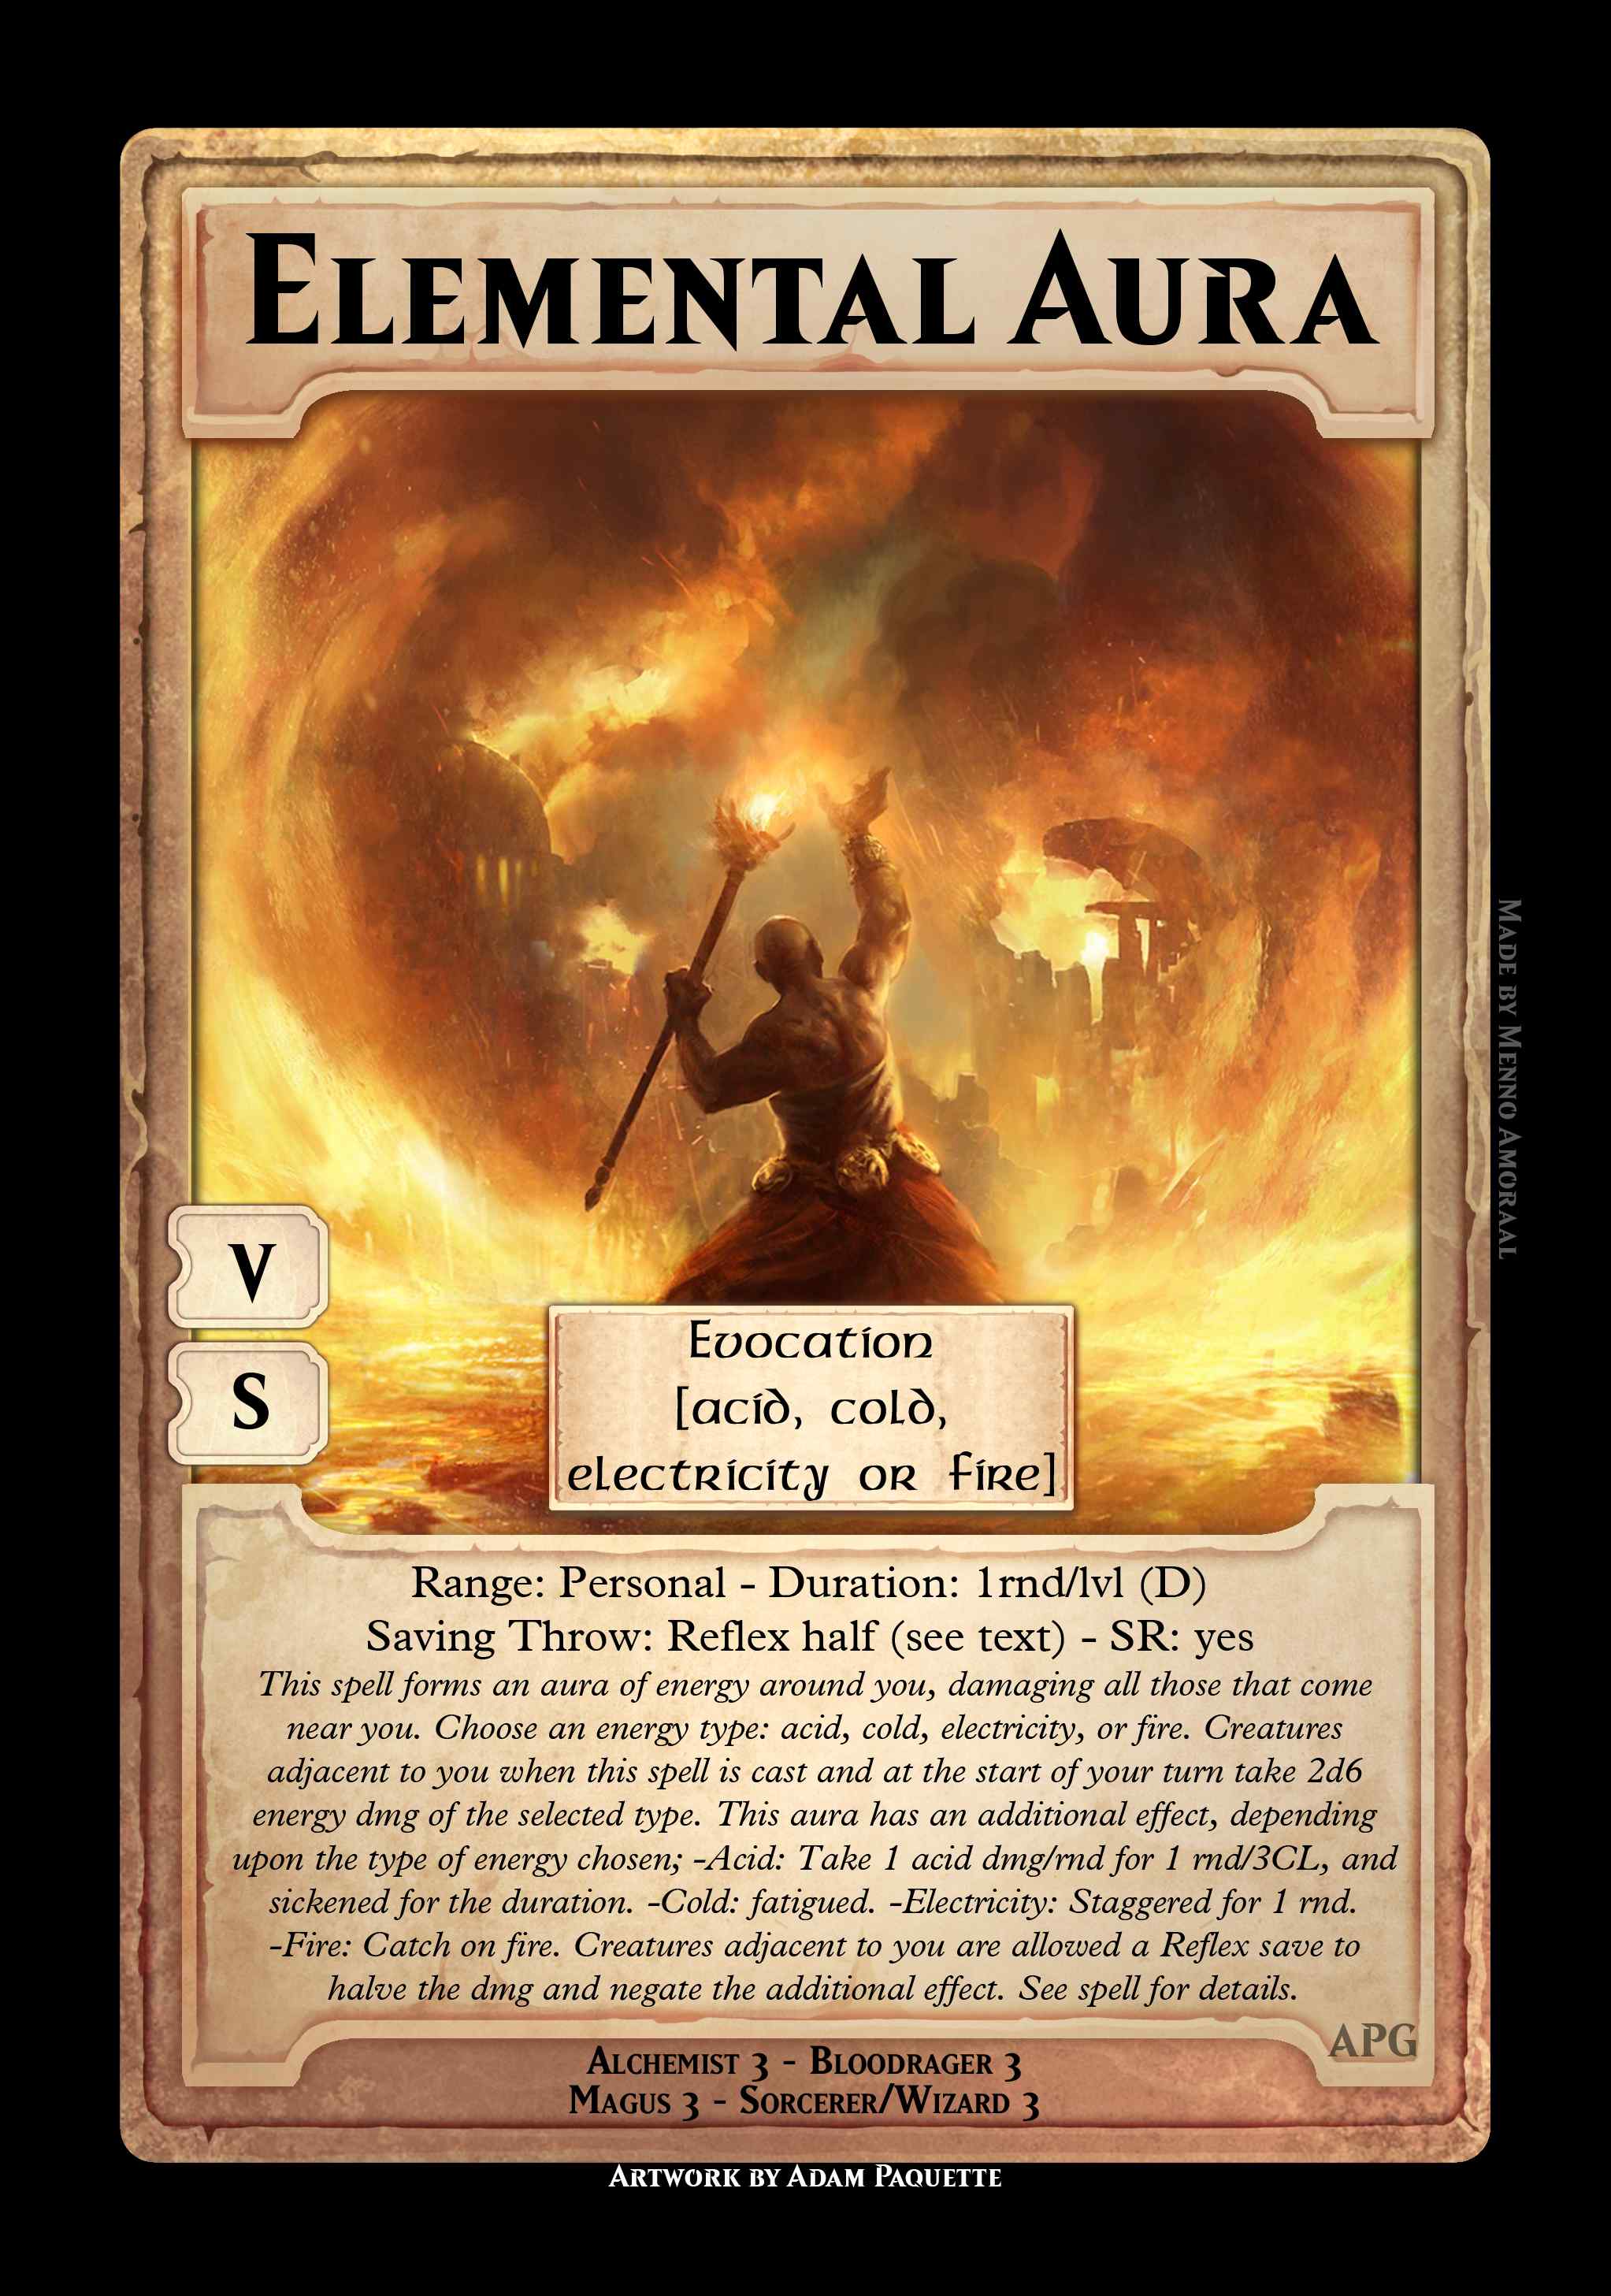 Elemental Aura
V
S
Evocation
[acid, cold,
electricity or fire]
Range: Personal - Duration: 1rnd/lvl (D)
Saving Throw: Reflex half (see text) - SR: yes
This spell forms an aura of energy around you, damaging all those that come
near you. Choose an energy type: acid, cold, electricity, or fire. Creatures
adjacent to you when this spell is cast and at the start of your turn take 2d6
energy dmg of the selected type. This aura has an additional effect, depending
upon the type of energy chosen; -Acid: Take 1 acid dmg/rnd for 1 rnd/3CL, and
sickened for the duration. -Cold: fatigued. -Electricity: Staggered for 1 rnd.
-Fire: Catch on fire. Creatures adjacent to you are allowed a Reflex save to
halve the dmg and negate the additional effect. See spell for details.
APG
Alchemist 3 - Bloodrager 3
Magus 3 - Sorcerer/Wizard 3
Artwork by Adam Paquette
Made by Menno Amoraal